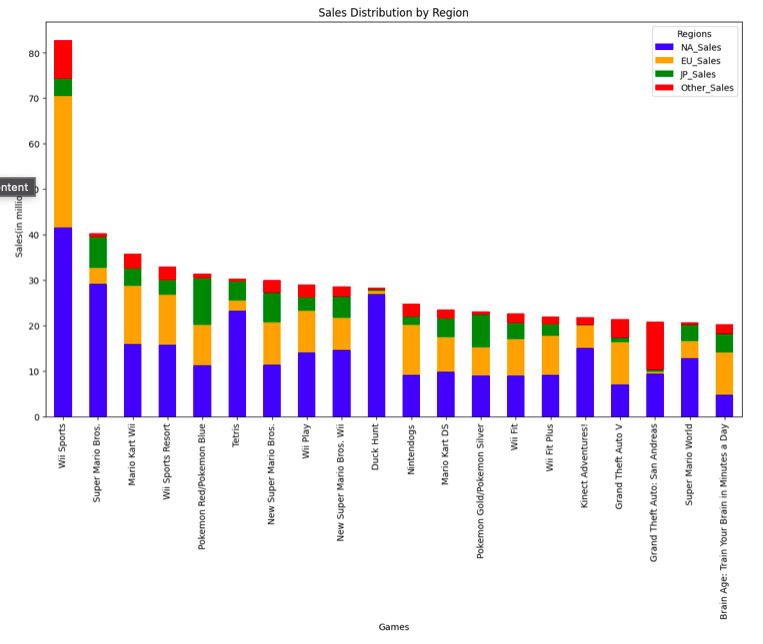 Sales Distribution by Region
Regions
NA_Sales
EU_Sales
JP_Sales
Other_Sales
80
70
60
ntent
40
30
20
10
0
Sales(in millio
Wii Sports
Super Mario Bros.
Mario Kart Wii
Wii Sports Resort
Pokemon Red/Pokemon Blue
Tetris
New Super Mario Bros.
Wii Play
New Super Mario Bros. Wii
Duck Hunt
Nintendogs
Mario Kart DS
Pokemon Gold/Pokemon Silver
Wii Fit
Wii Fit Plus
Kinect Adventures!
Grand Theft Auto V
Grand Theft Auto: San Andreas
Super Mario World
Brain Age: Train Your Brain in Minutes a Day
Games